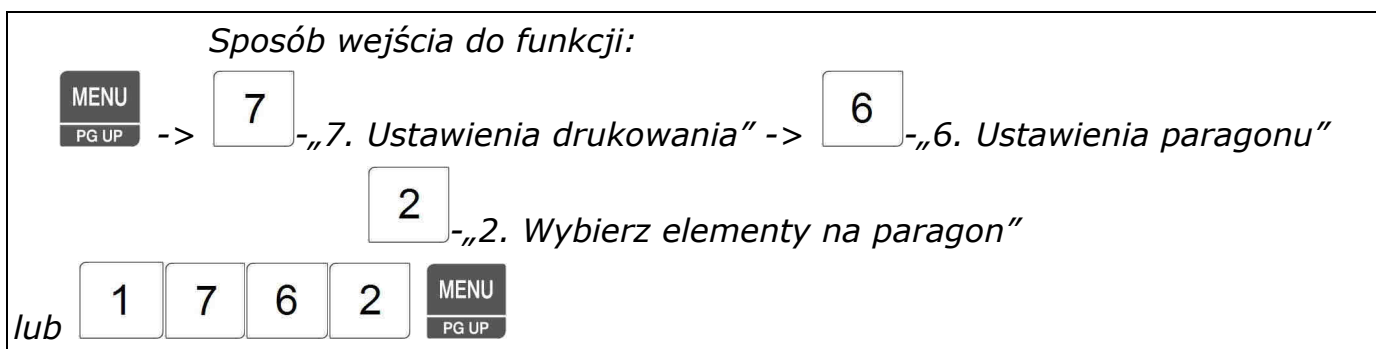 Sposób wejścia do funkcji:
MENU PG UP -> 7 -„7. Ustawienia drukowania” -> 6 -„6. Ustawienia paragonu”
2 -„2. Wybierz elementy na paragon”
lub 1 7 6 2 MENU PG UP